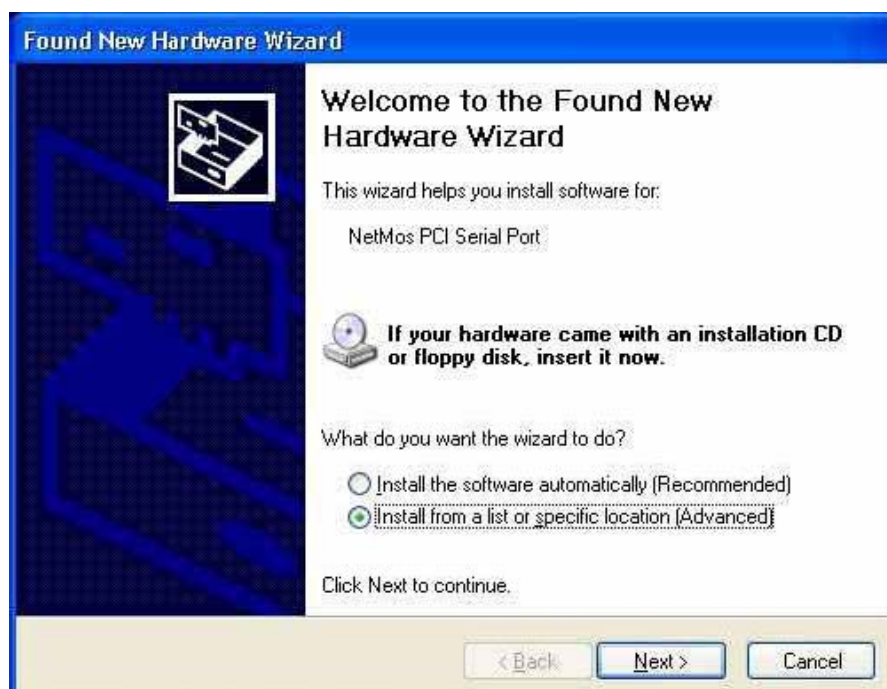 Found New Hardware Wizard
Welcome to the Found New
Hardware Wizard
This wizard helps you install software for:
NetMos PCI Serial Port
If your hardware came with an installation CD
or floppy disk, insert it now.
What do you want the wizard to do?
Install the software automatically (Recommended)
Install from a list or specific location (Advanced)
Click Next to continue.
< Back Next > Cancel